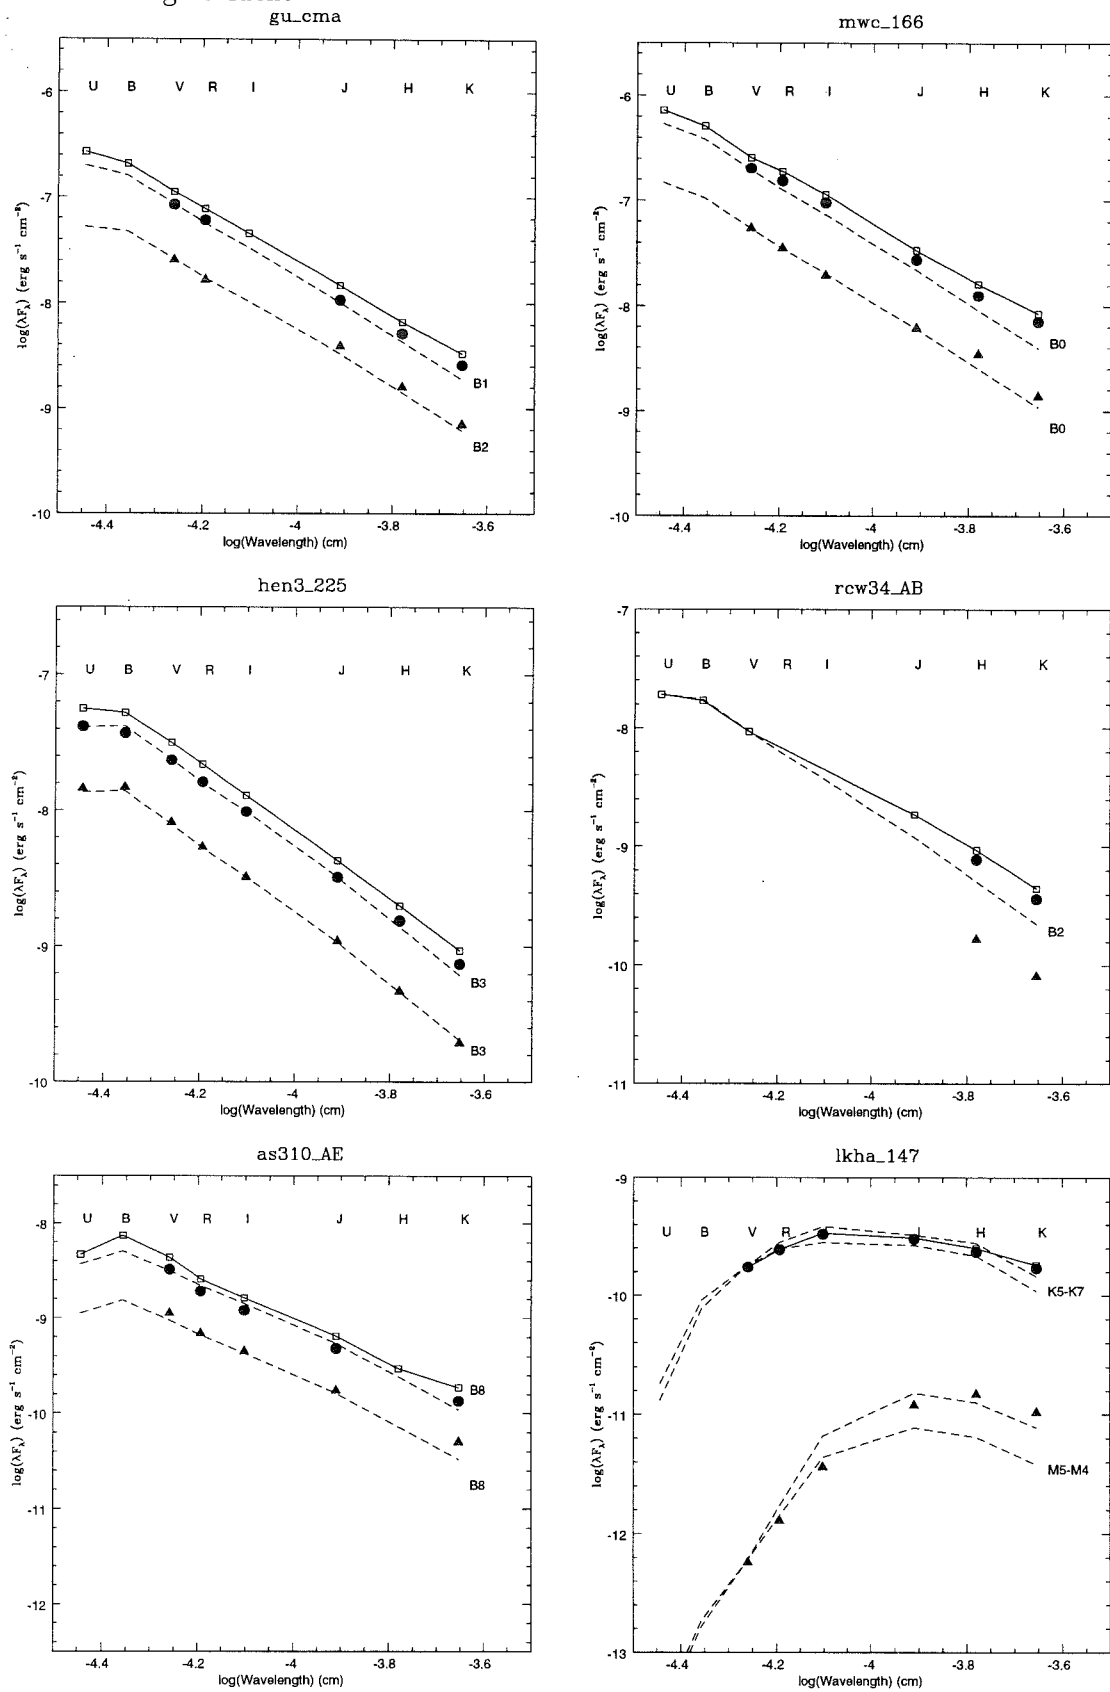 gu_cma
U B V R I J H K
-6
-7
-8
-9
-10
log(λFλ) (erg s⁻¹ cm⁻²)
B1
B2
-4.4 -4.2 -4 -3.8 -3.6
log(Wavelength) (cm)
mwc_166
U B V R I J H K
-6
-7
-8
-9
-10
log(λFλ) (erg s⁻¹ cm⁻²)
B0
B0
-4.4 -4.2 -4 -3.8 -3.6
log(Wavelength) (cm)
hen3_225
U B V R I J H K
-7
-8
-9
-10
log(λFλ) (erg s⁻¹ cm⁻²)
B3
B3
-4.4 -4.2 -4 -3.8 -3.6
log(Wavelength) (cm)
rcw34_AB
U B V R I J H K
-7
-8
-9
-10
-11
log(λFλ) (erg s⁻¹ cm⁻²)
B2
-4.4 -4.2 -4 -3.8 -3.6
log(Wavelength) (cm)
as310_AE
U B V R I J H K
-8
-9
-10
-11
-12
log(λFλ) (erg s⁻¹ cm⁻²)
B8
B8
-4.4 -4.2 -4 -3.8 -3.6
log(Wavelength) (cm)
lkha_147
U B V R I J H K
-9
-10
-11
-12
-13
log(λFλ) (erg s⁻¹ cm⁻²)
K5-K7
M5-M4
-4.4 -4.2 -4 -3.8 -3.6
log(Wavelength) (cm)